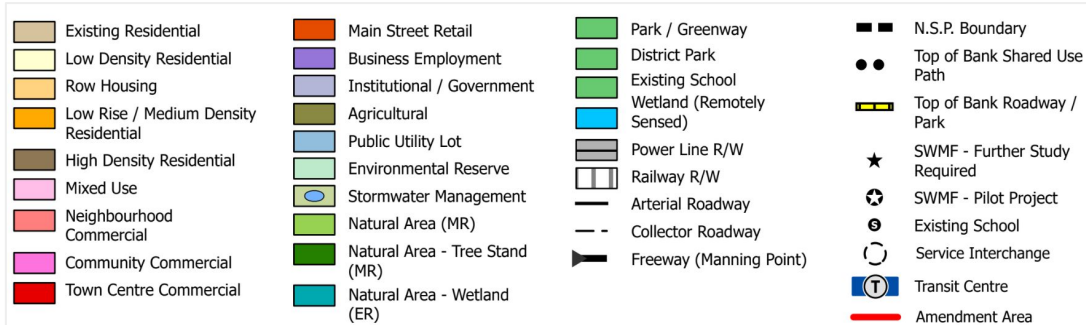 Existing Residential
Low Density Residential
Row Housing
Low Rise / Medium Density
Residential
High Density Residential
Mixed Use
Neighbourhood
Commercial
Community Commercial
Town Centre Commercial
Main Street Retail
Business Employment
Institutional / Government
Agricultural
Public Utility Lot
Environmental Reserve
Stormwater Management
Natural Area (MR)
Natural Area - Tree Stand
(MR)
Natural Area - Wetland
(ER)
Park / Greenway
District Park
Existing School
Wetland (Remotely
Sensed)
Power Line R/W
Railway R/W
Arterial Roadway
Collector Roadway
Freeway (Manning Point)
N.S.P. Boundary
Top of Bank Shared Use
Path
Top of Bank Roadway /
Park
SWMF - Further Study
Required
SWMF - Pilot Project
S Existing School
Service Interchange
T Transit Centre
Amendment Area